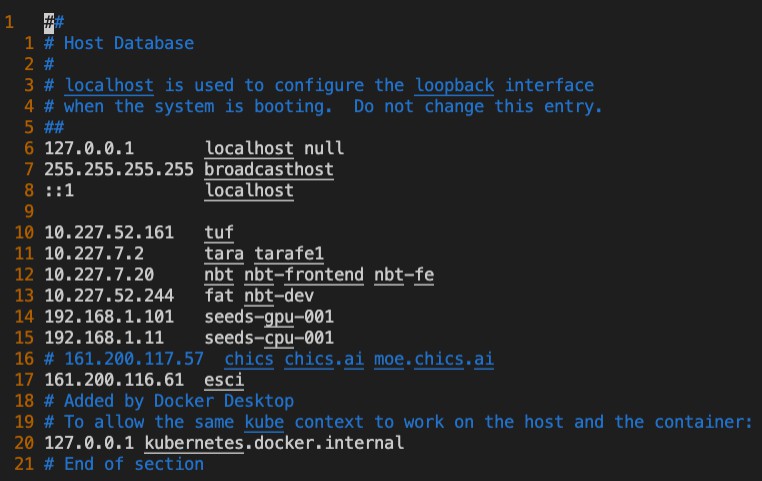 1 ##
1 # Host Database
2 #
3 # localhost is used to configure the loopback interface
4 # when the system is booting.  Do not change this entry.
5 ##
6 127.0.0.1       localhost null
7 255.255.255.255 broadcasthost
8 ::1             localhost
9
10 10.227.52.161   tuf
11 10.227.7.2      tara tarafe1
12 10.227.7.20     nbt nbt-frontend nbt-fe
13 10.227.52.244   fat nbt-dev
14 192.168.1.101   seeds-gpu-001
15 192.168.1.11    seeds-cpu-001
16 # 161.200.117.57  chics chics.ai moe.chics.ai
17 161.200.116.61  esci
18 # Added by Docker Desktop
19 # To allow the same kube context to work on the host and the container:
20 127.0.0.1 kubernetes.docker.internal
21 # End of section